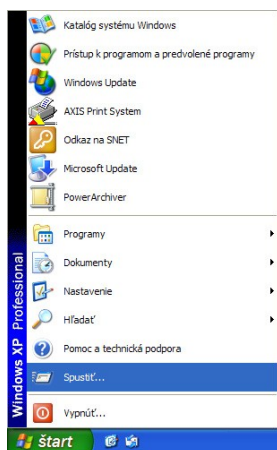 Katalóg systému Windows
Prístup k programom a predvolené programy
Windows Update
AXIS Print System
Odkaz na SNET
Microsoft Update
PowerArchiver
Programy
Dokumenty
Nastavenie
Hľadať
Pomoc a technická podpora
Spustiť...
Vypnúť...
Windows XP Professional
štart